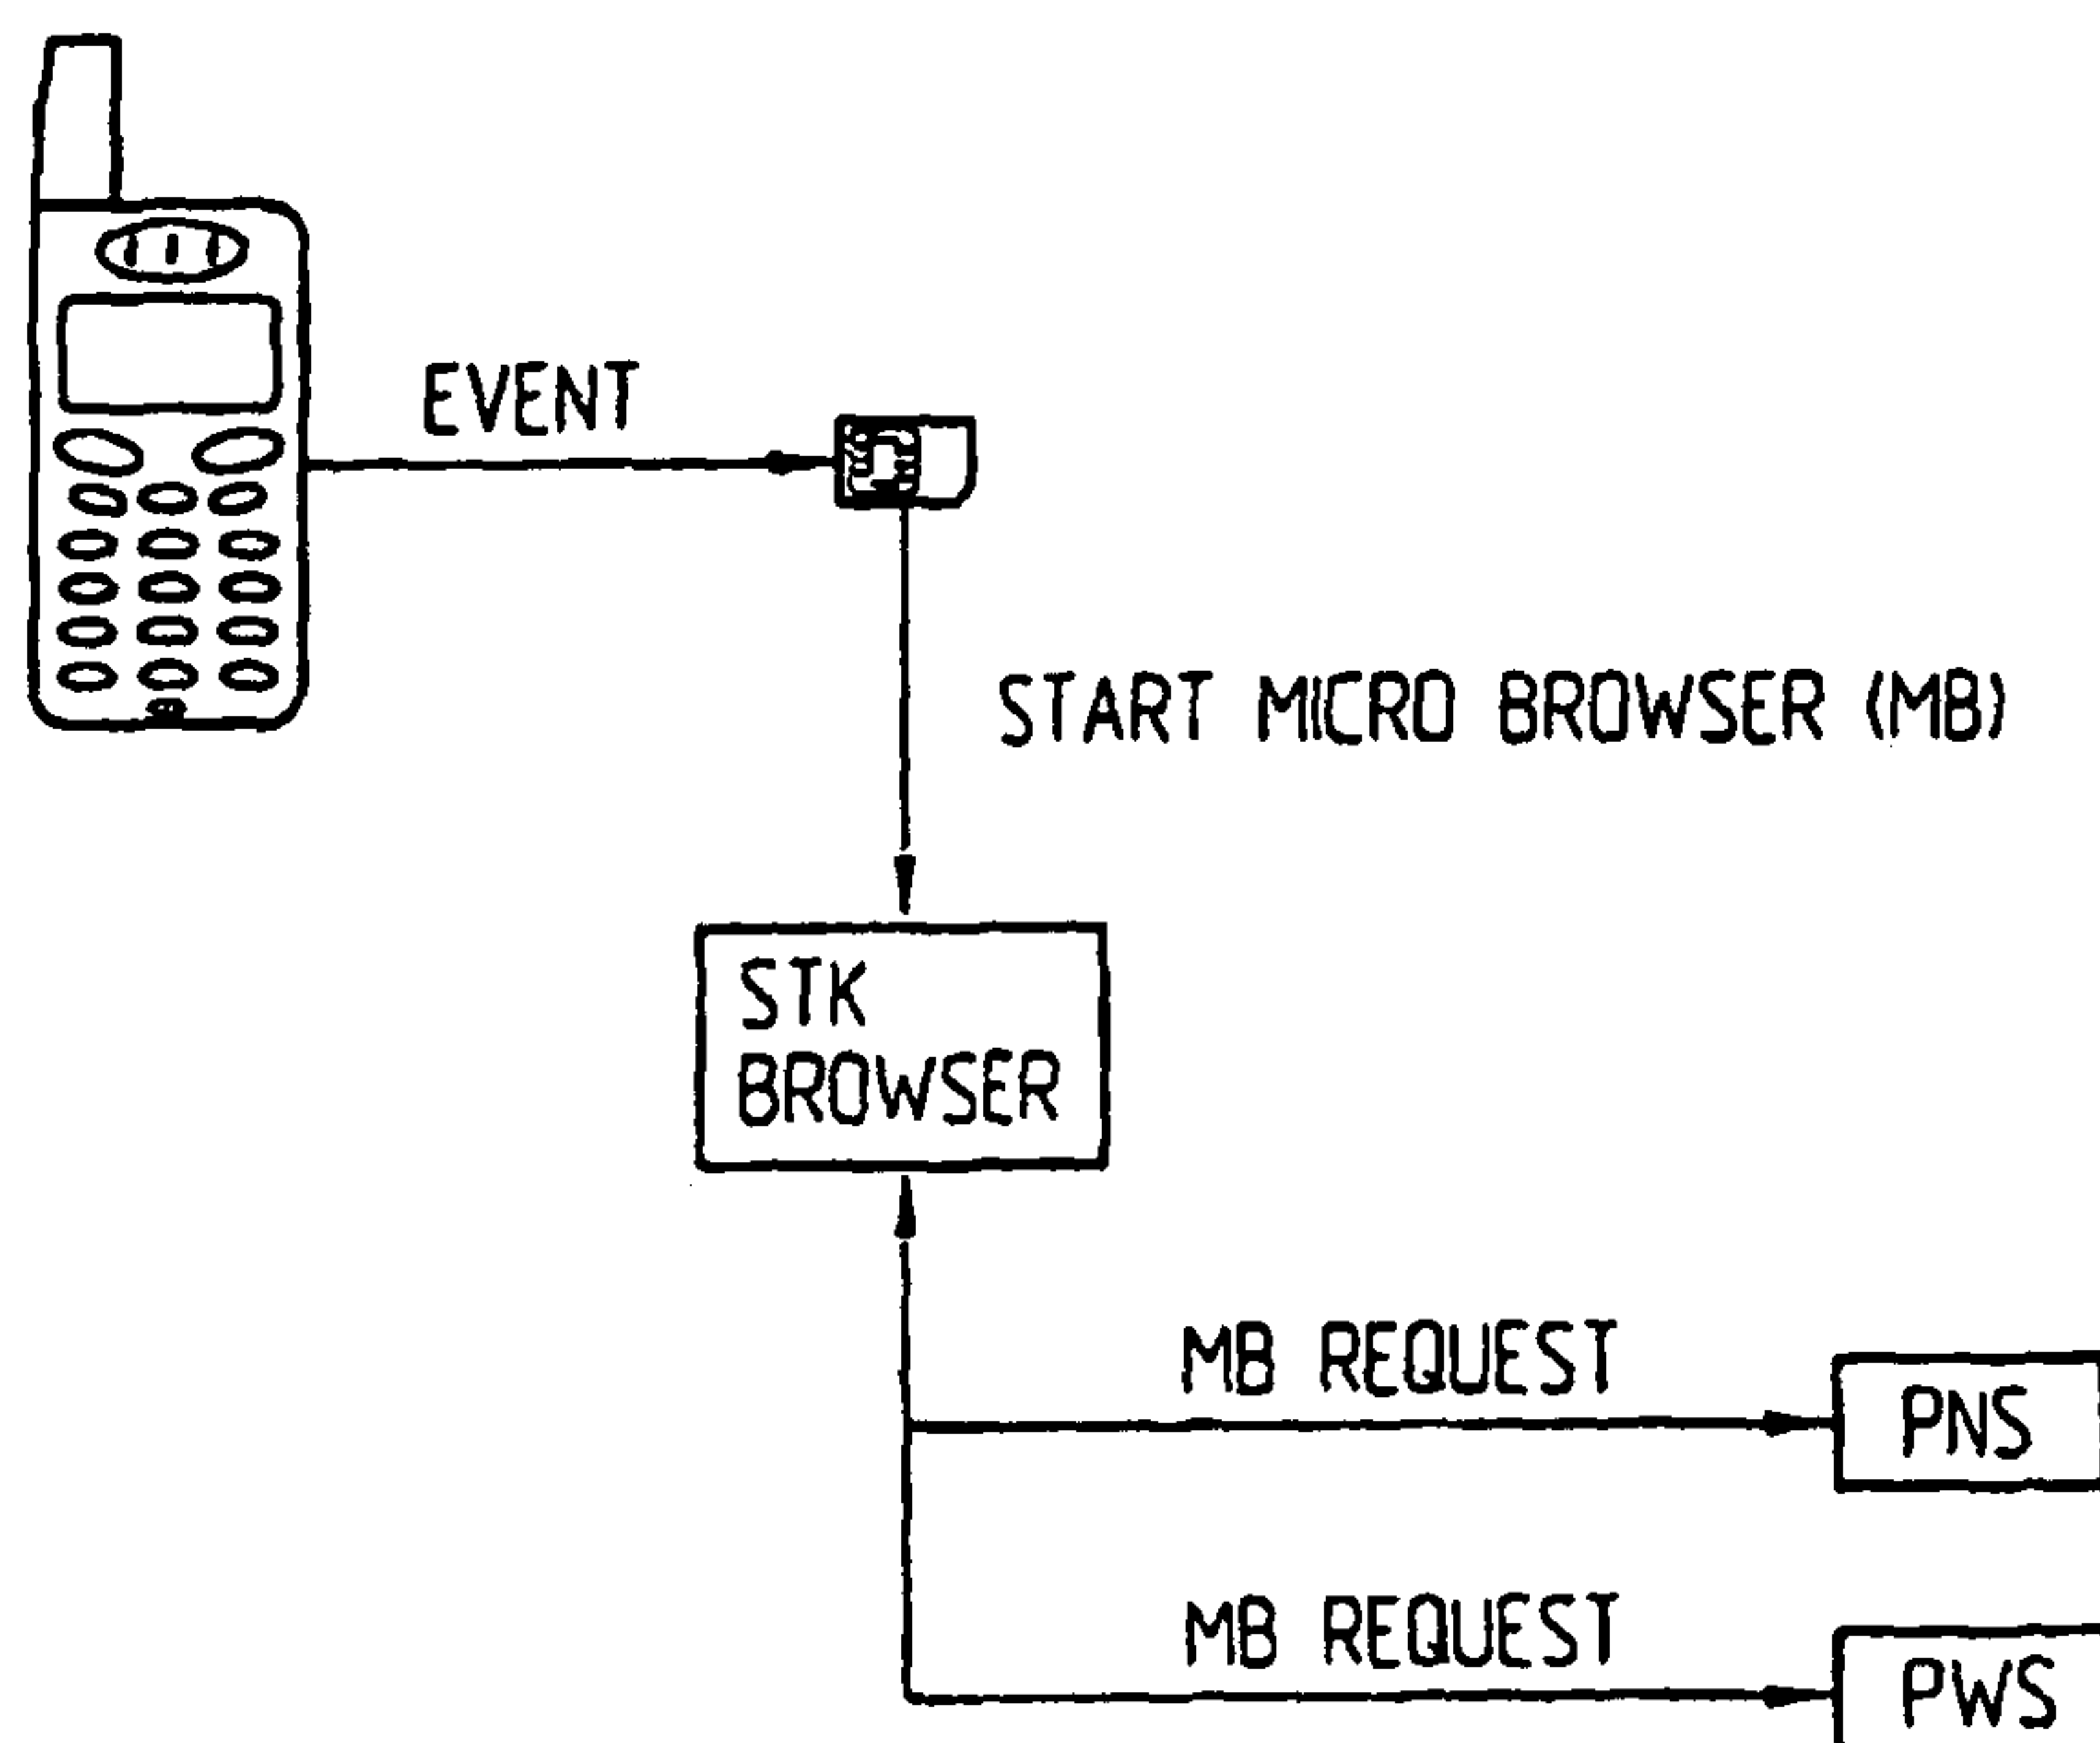 EVENT
START MICRO BROWSER (MB)
STK
BROWSER
MB REQUEST
PNS
MB REQUEST
PWS